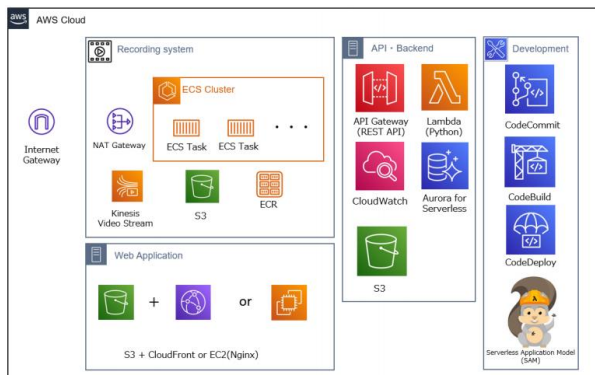 aws
AWS Cloud
Recording system
ECS Cluster
ECS Task
ECS Task
. . .
Internet
Gateway
NAT Gateway
Kinesis
Video Stream
S3
ECR
Web Application
+
or
S3 + CloudFront or EC2(Nginx)
API・Backend
API Gateway
(REST API)
Lambda
(Python)
CloudWatch
Aurora for
Serverless
S3
Development
CodeCommit
CodeBuild
CodeDeploy
Serverless Application Model
(SAM)